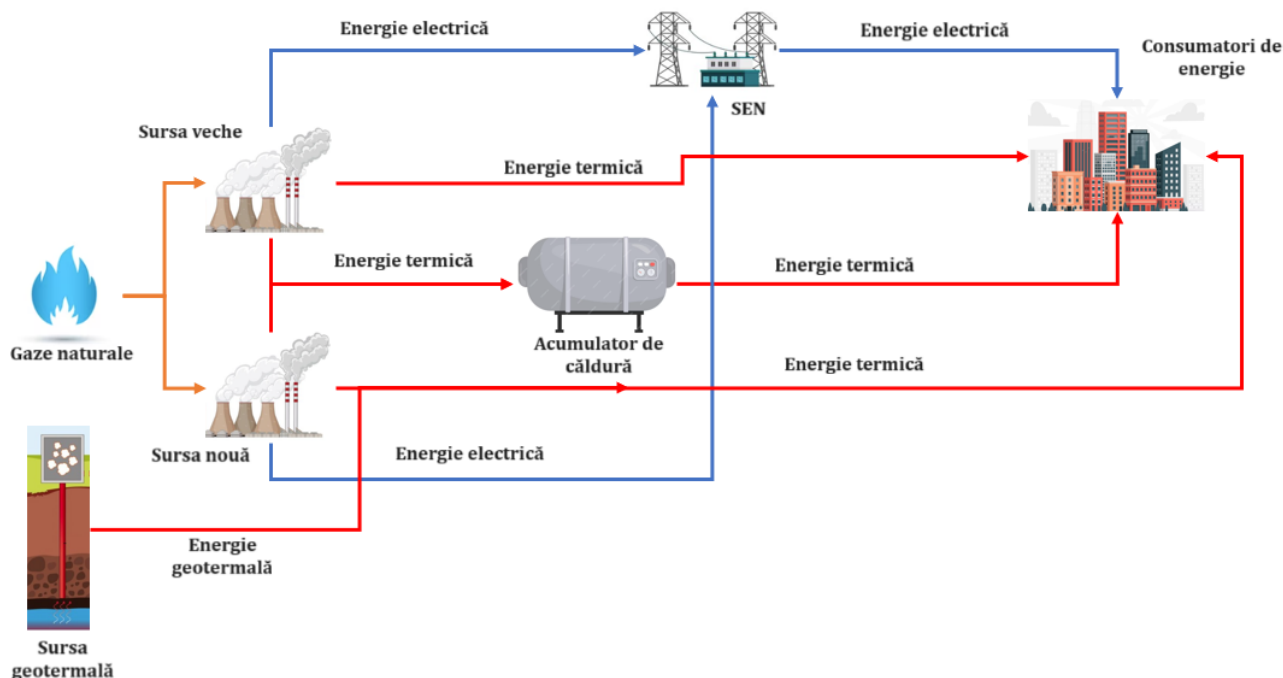 Energie electrică
Energie electrică
Consumatori de
energie
SEN
Sursa veche
Energie termică
Energie termică
Energie termică
Gaze naturale
Acumulator de
căldură
Energie termică
Sursa nouă
Energie electrică
Energie
geotermală
Sursa
geotermală